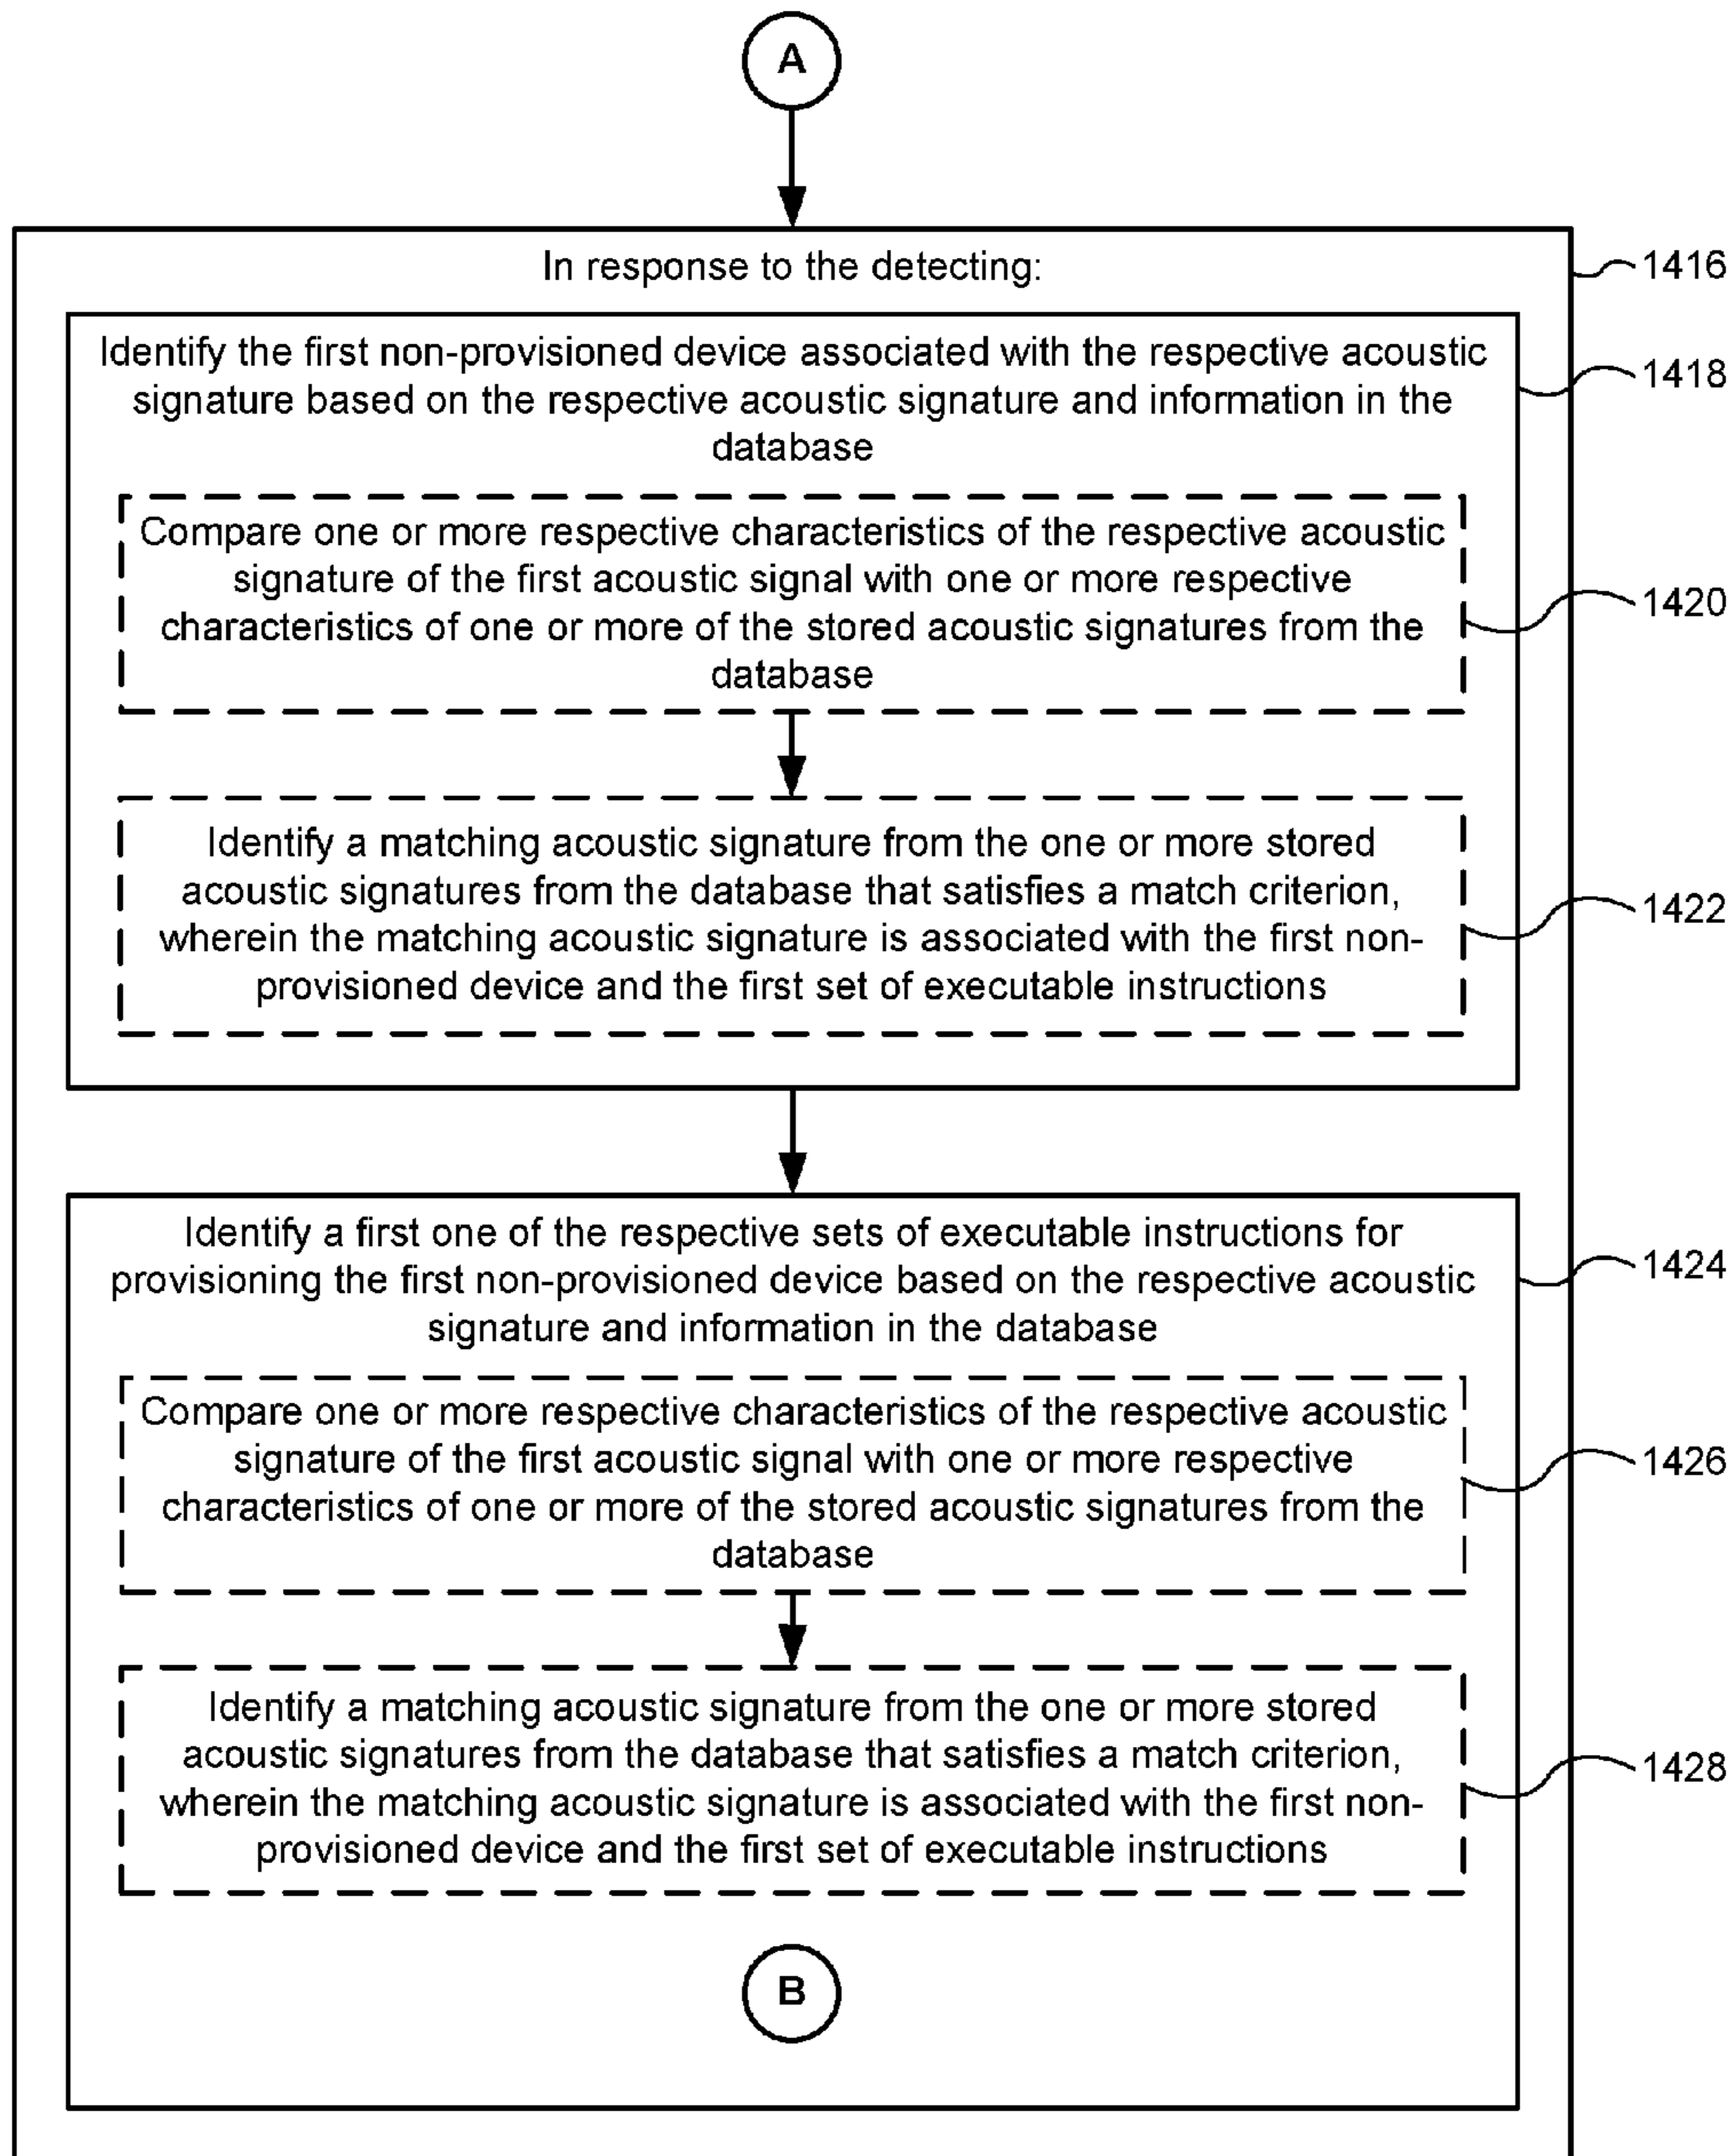 A
In response to the detecting:
1416
Identify the first non-provisioned device associated with the respective acoustic
signature based on the respective acoustic signature and information in the
database
1418
Compare one or more respective characteristics of the respective acoustic
signature of the first acoustic signal with one or more respective
characteristics of one or more of the stored acoustic signatures from the
database
1420
Identify a matching acoustic signature from the one or more stored
acoustic signatures from the database that satisfies a match criterion,
wherein the matching acoustic signature is associated with the first non-
provisioned device and the first set of executable instructions
1422
Identify a first one of the respective sets of executable instructions for
provisioning the first non-provisioned device based on the respective acoustic
signature and information in the database
1424
Compare one or more respective characteristics of the respective acoustic
signature of the first acoustic signal with one or more respective
characteristics of one or more of the stored acoustic signatures from the
database
1426
Identify a matching acoustic signature from the one or more stored
acoustic signatures from the database that satisfies a match criterion,
wherein the matching acoustic signature is associated with the first non-
provisioned device and the first set of executable instructions
1428
B